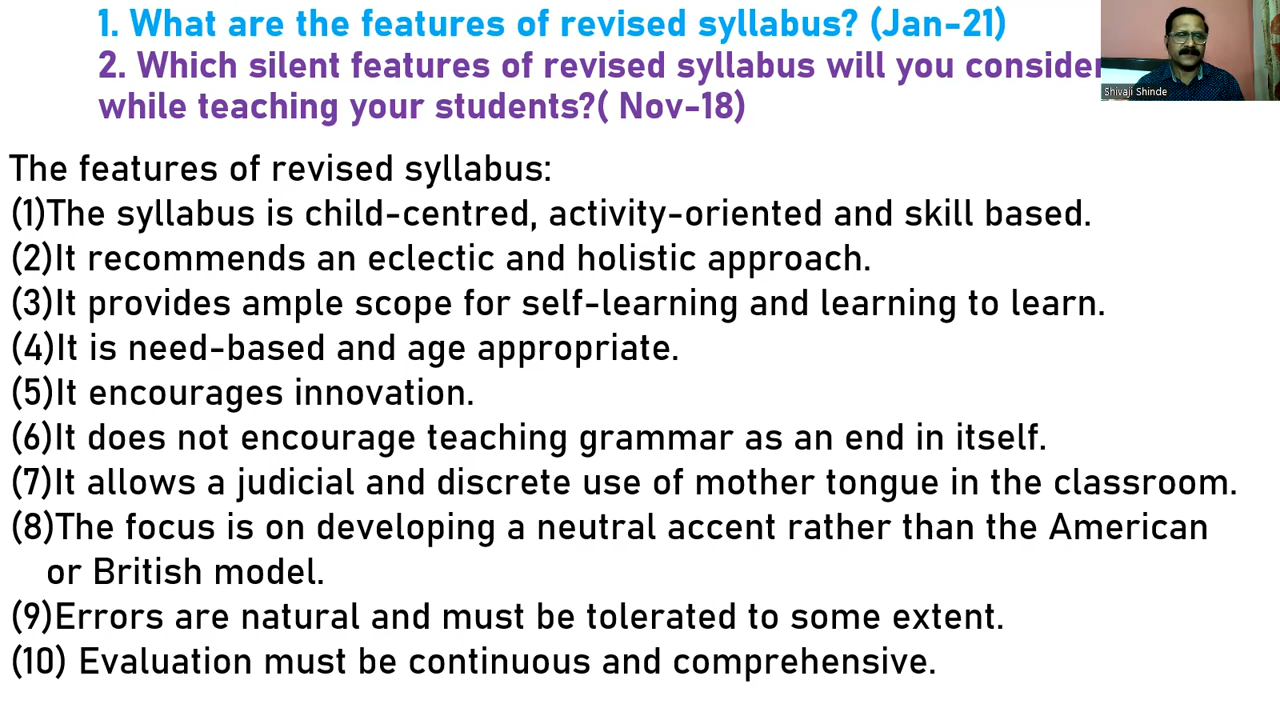 1. What are the features of revised syllabus? (Jan-21)
2. Which silent features of revised syllabus will you consider
while teaching your students?( Nov-18)
Shivaji Shinde
The features of revised syllabus:
(1)The syllabus is child-centred, activity-oriented and skill based.
(2)It recommends an eclectic and holistic approach.
(3)It provides ample scope for self-learning and learning to learn.
(4)It is need-based and age appropriate.
(5)It encourages innovation.
(6)It does not encourage teaching grammar as an end in itself.
(7)It allows a judicial and discrete use of mother tongue in the classroom.
(8)The focus is on developing a neutral accent rather than the American
or British model.
(9)Errors are natural and must be tolerated to some extent.
(10) Evaluation must be continuous and comprehensive.